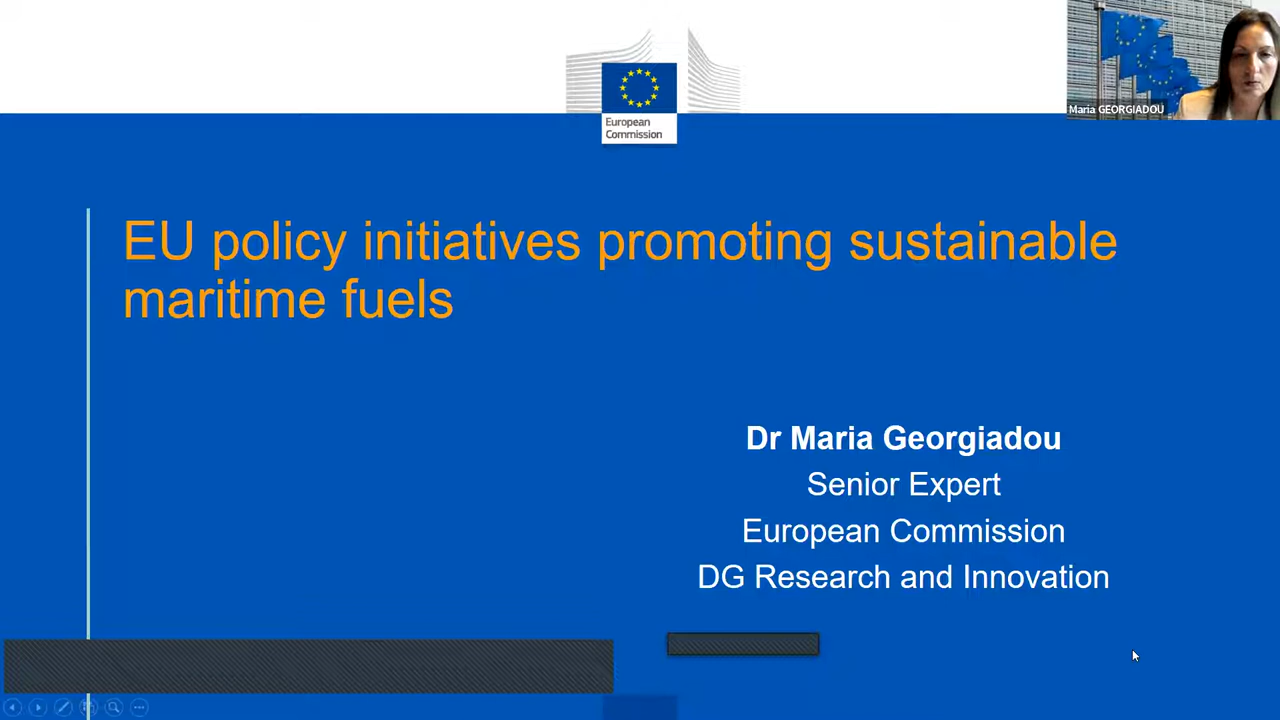 Maria GEORGIADOU
European
Commission
EU policy initiatives promoting sustainable
maritime fuels
Dr Maria Georgiadou
Senior Expert
European Commission
DG Research and Innovation